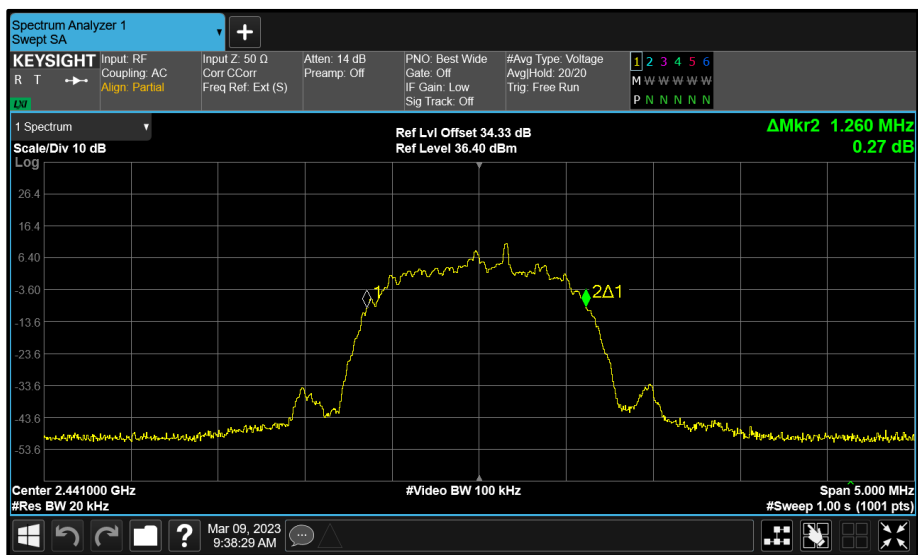 Spectrum Analyzer 1
Swept SA
KEYSIGHT
R T
LXI
Input: RF
Coupling: AC
Align: Partial
Input Z: 50 Ω
Corr CCorr
Freq Ref: Ext (S)
Atten: 14 dB
Preamp: Off
PNO: Best Wide
Gate: Off
IF Gain: Low
Sig Track: Off
#Avg Type: Voltage
Avg|Hold: 20/20
Trig: Free Run
1 2 3 4 5 6
M W W W W W
P N N N N N
1 Spectrum
Scale/Div 10 dB
Ref Lvl Offset 34.33 dB
Ref Level 36.40 dBm
ΔMkr2 1.260 MHz
0.27 dB
Log
26.4
16.4
6.40
-3.60
-13.6
-23.6
-33.6
-43.6
-53.6
1
2Δ1
Center 2.441000 GHz
#Video BW 100 kHz
Span 5.000 MHz
#Res BW 20 kHz
#Sweep 1.00 s (1001 pts)
?
Mar 09, 2023
9:38:29 AM